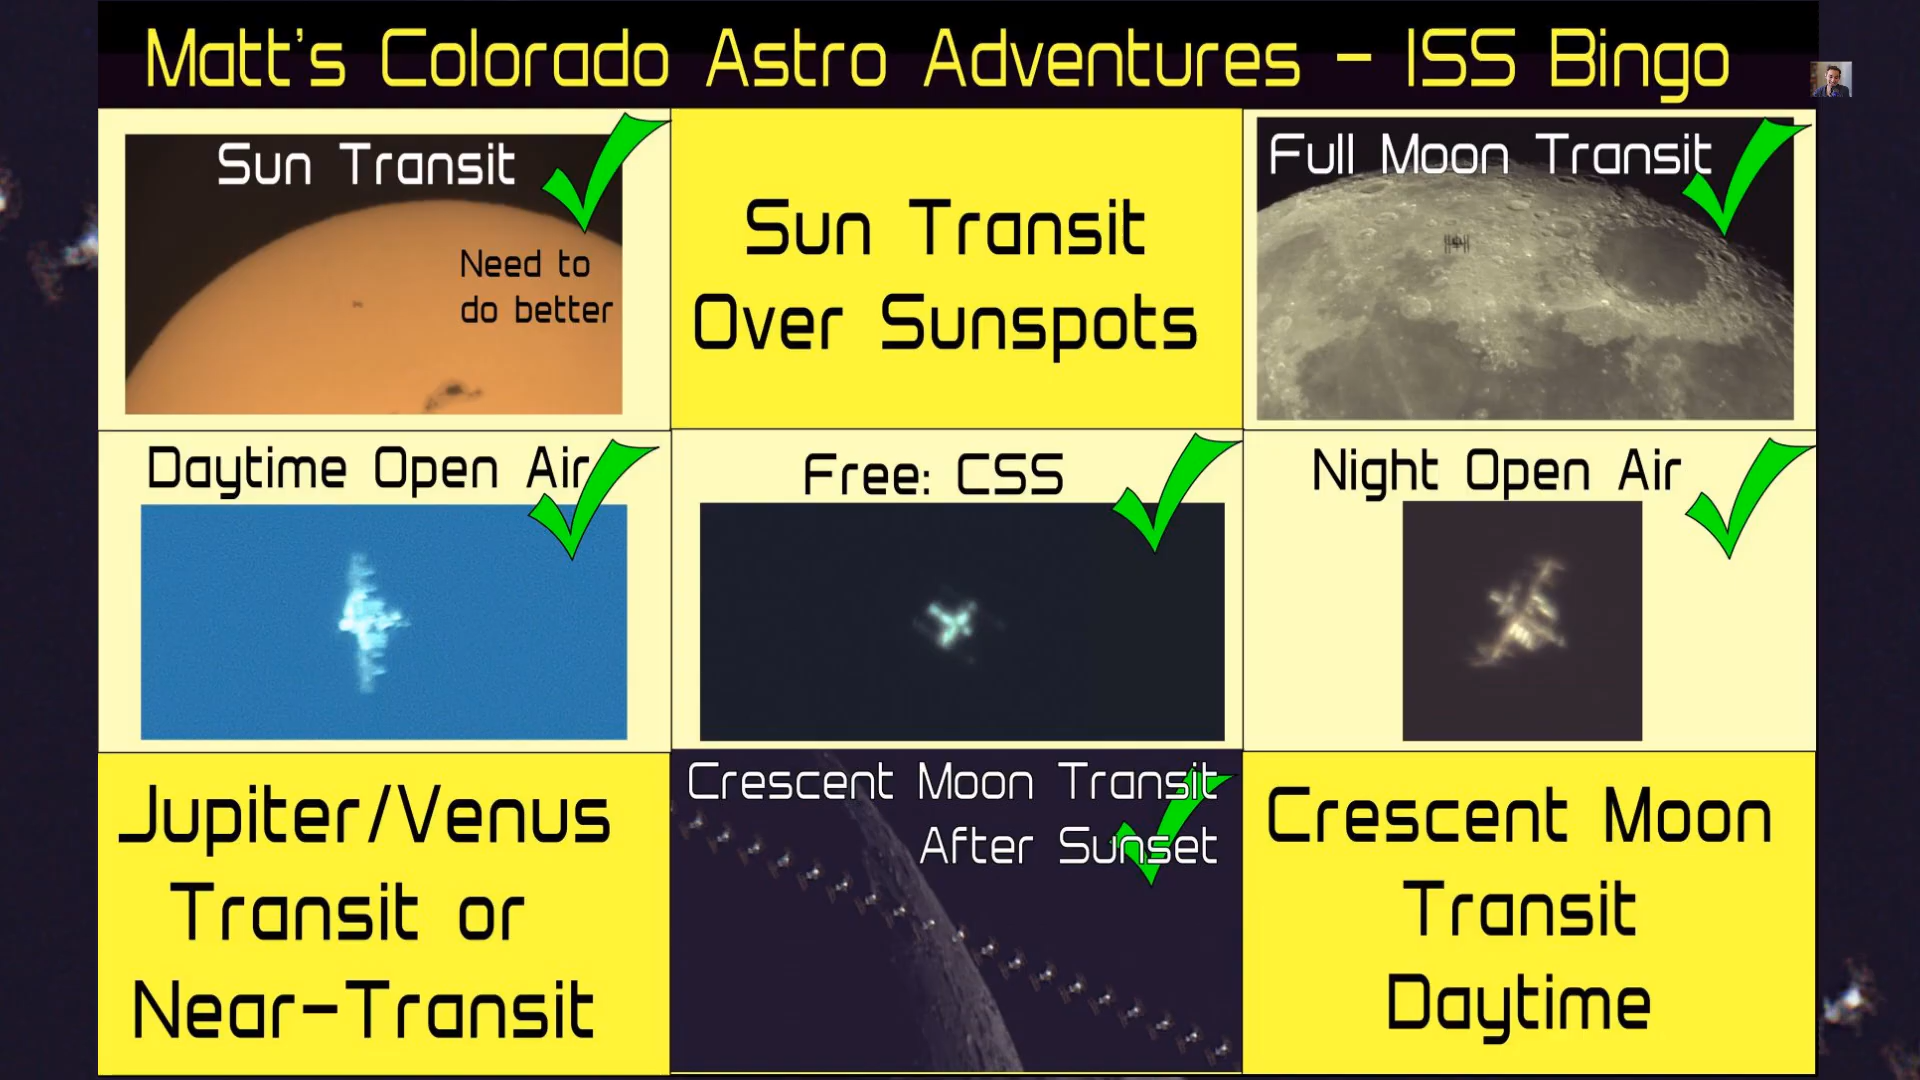 Matt's Colorado Astro Adventures - ISS Bingo
Sun Transit
Need to
do better
Sun Transit
Over Sunspots
Full Moon Transit
Daytime Open Air
Free: CSS
Night Open Air
Jupiter/Venus
Transit or
Near-Transit
Crescent Moon Transit
After Sunset
Crescent Moon
Transit
Daytime